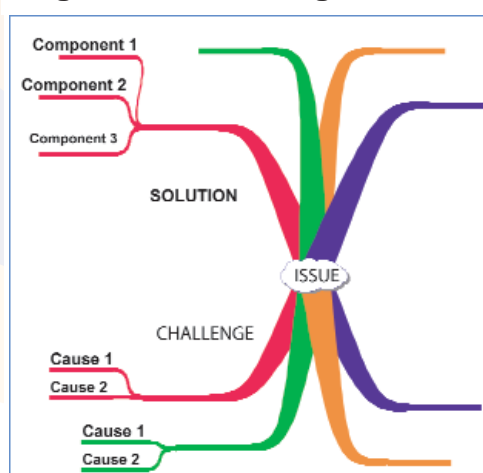 Component 1
Component 2
Component 3
SOLUTION
ISSUE
CHALLENGE
Cause 1
Cause 2
Cause 1
Cause 2